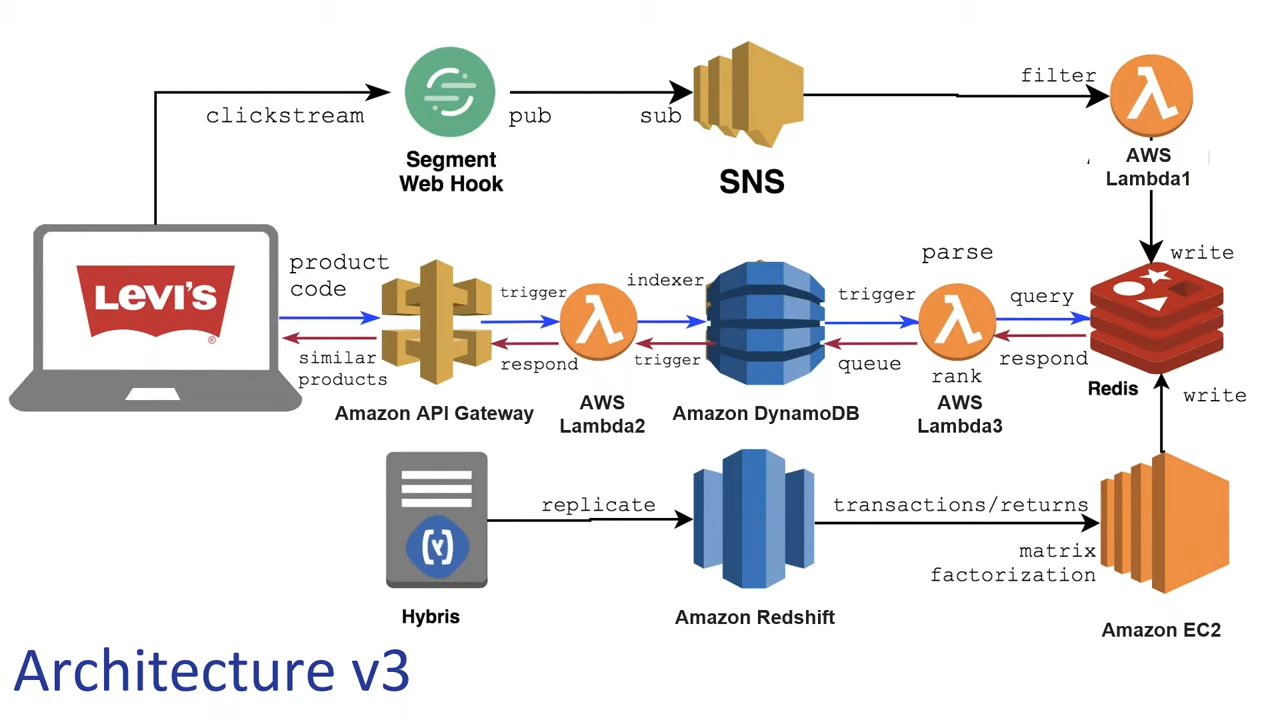 filter
clickstream
pub
sub
Segment
Web Hook
SNS
AWS
Lambda1
write
product
code
LEVI'S
®
trigger
indexer
trigger
parse
query
similar
products
respond
trigger
queue
respond
rank
Amazon API Gateway
AWS
Lambda2
Amazon DynamoDB
AWS
Lambda3
Redis
write
replicate
transactions/returns
matrix
factorization
Hybris
Amazon Redshift
Amazon EC2
Architecture v3